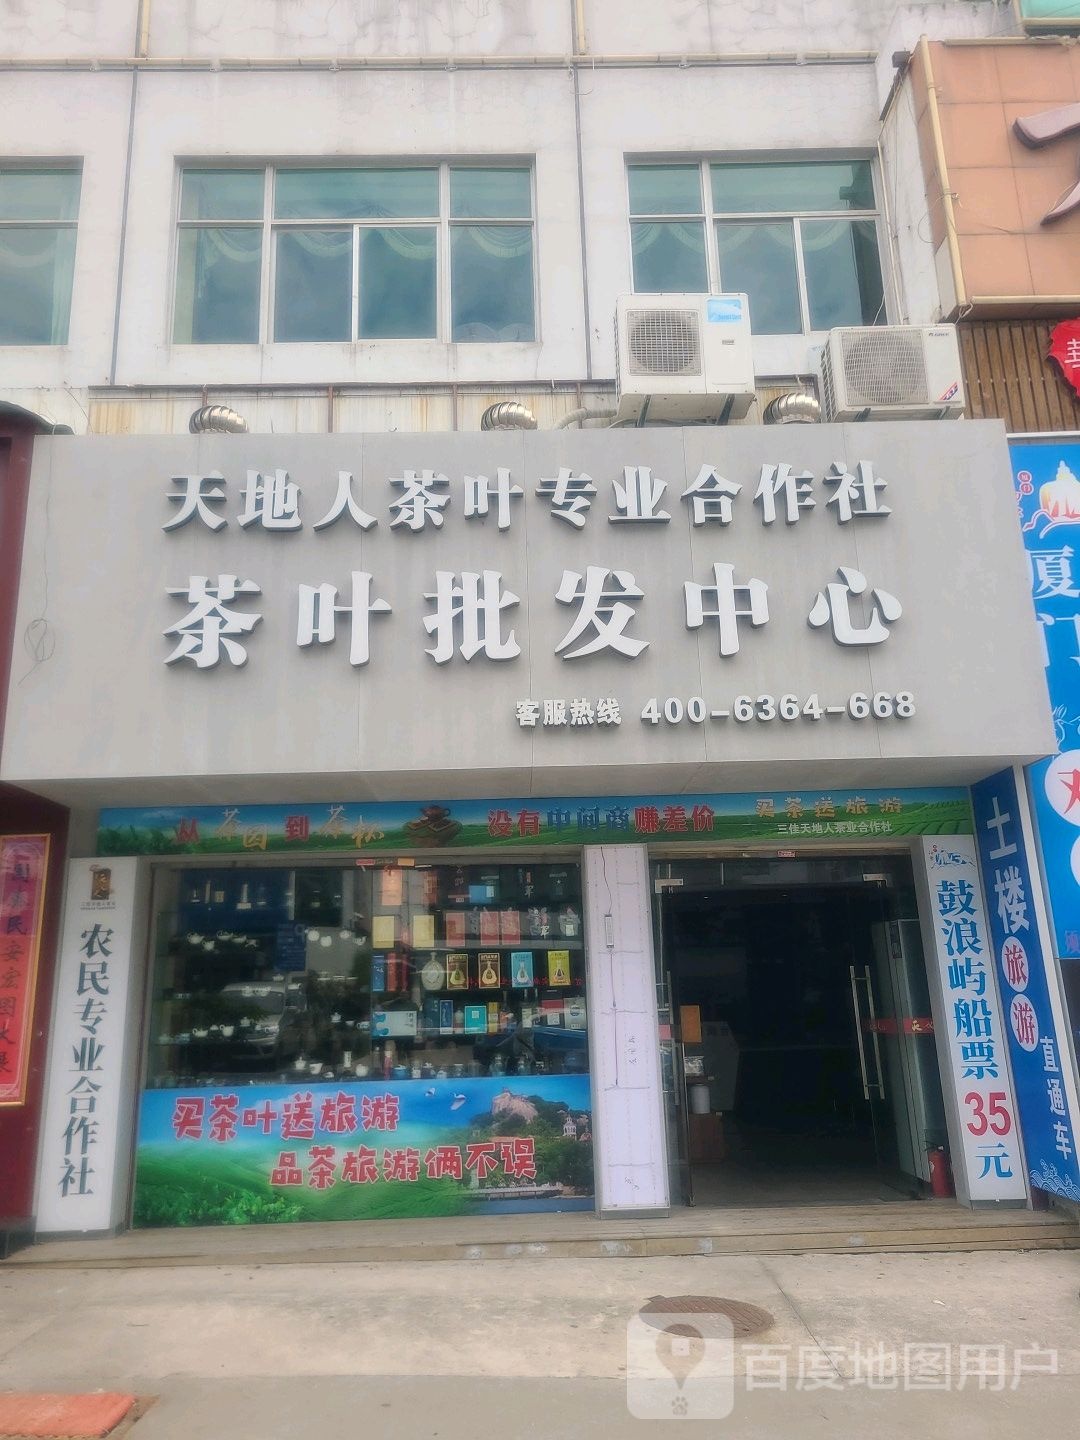 天地人茶叶专业合作社
茶叶批发中心
客服热线 400-6364-668
从茶园到茶杯
没有中间商赚差价
买茶送旅游
三佳天地人茶业合作社
农民专业合作社
买茶叶送旅游
品茶旅游俩不误
鼓浪屿船票35元
土楼旅游直通车
厦门
百度地图用户